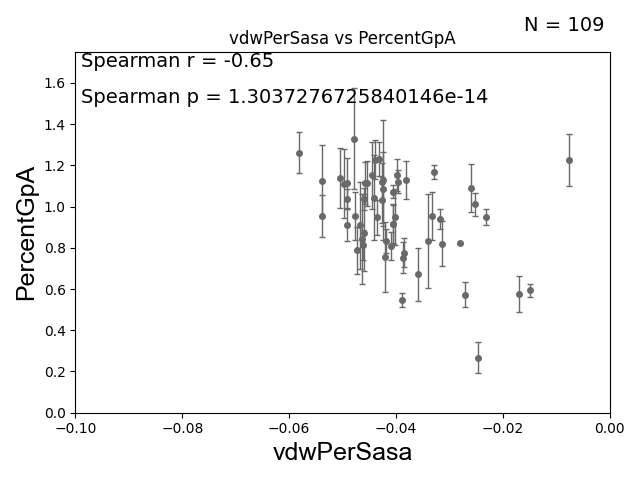 N = 109
vdwPerSasa vs PercentGpA
Spearman r = -0.65
Spearman p = 1.3037276725840146e-14
PercentGpA
1.6
1.4
1.2
1.0
0.8
0.6
0.4
0.2
0.0
−0.10 −0.08 −0.06 −0.04 −0.02 0.00
vdwPerSasa